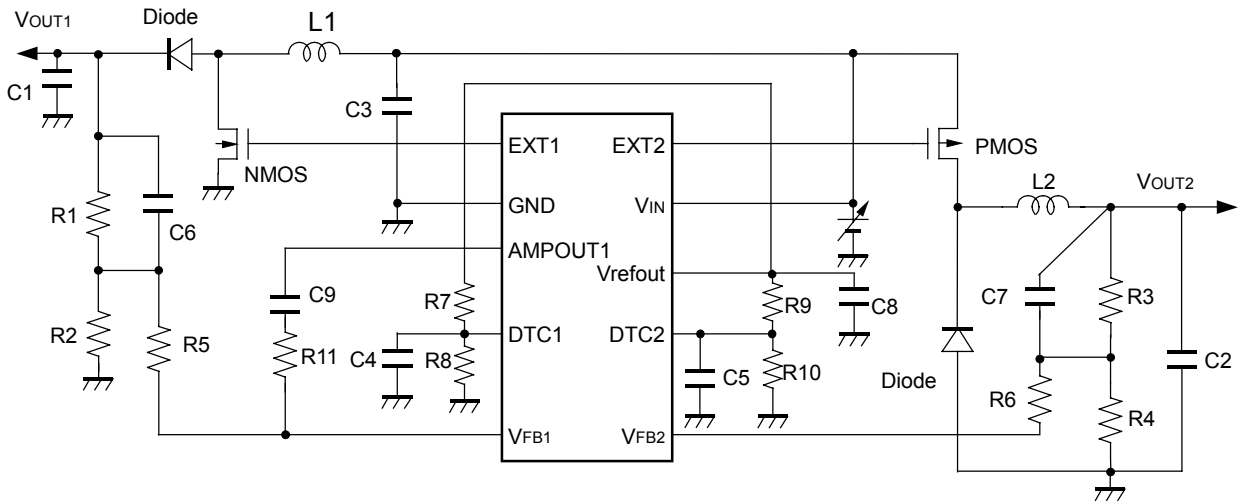 VOUT1
Diode
L1
C1
C3
EXT1
EXT2
PMOS
NMOS
L2
VOUT2
R1
C6
GND
VIN
AMPOUT1
Vrefout
C9
R7
R9
C8
C7
R3
R2
R5
R11
C4
R8
DTC1
DTC2
C5
R10
Diode
C2
R6
R4
VFB1
VFB2